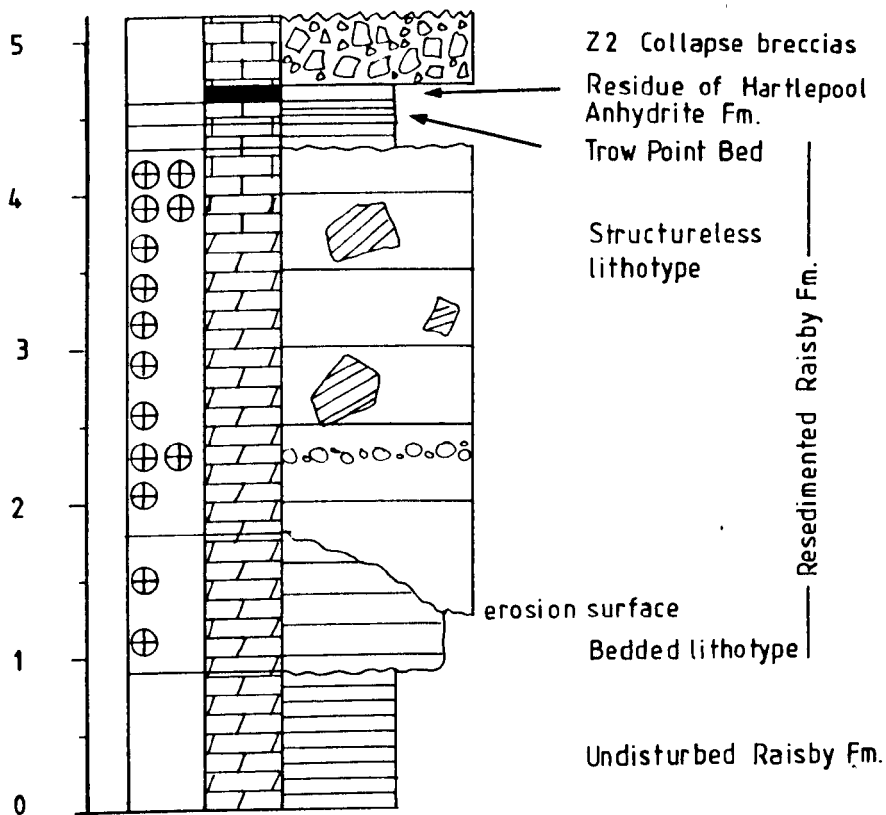 5
4
3
2
1
0
Z2 Collapse breccias
Residue of Hartlepool
Anhydrite Fm.
Trow Point Bed
Structureless
lithotype
Resedimented Raisby Fm.
erosion surface
Bedded lithotype
Undisturbed Raisby Fm.